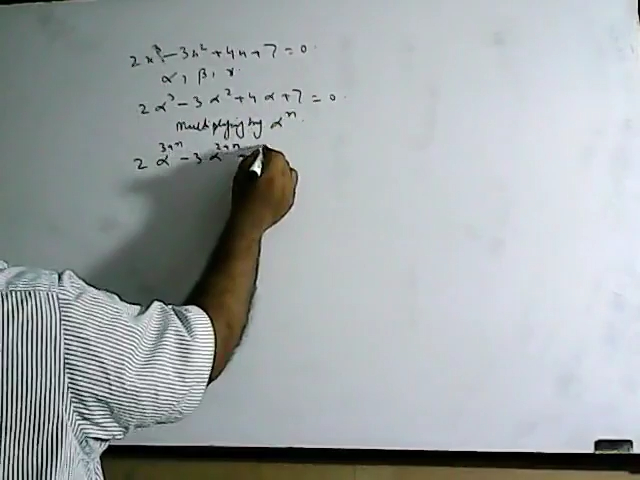 2x³ - 3x² + 4x + 7 = 0.
α, β, γ.
2α³ - 3α² + 4α + 7 = 0.
Multiplying by αⁿ.
2α³⁺ⁿ - 3α²⁺ⁿ